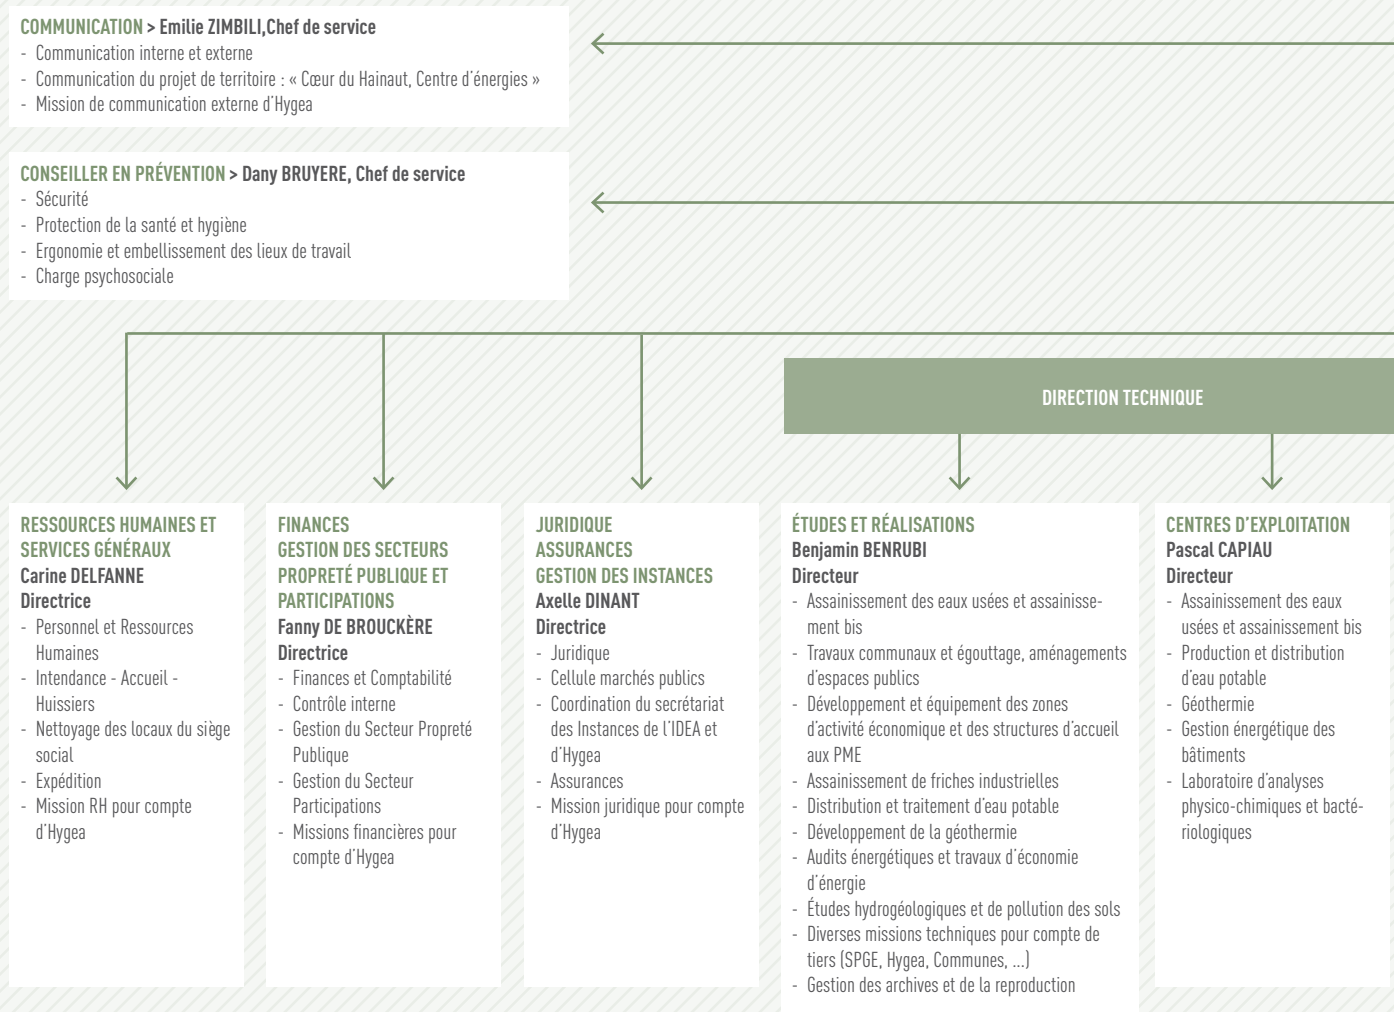 COMMUNICATION > Emilie ZIMBILI,Chef de service
- Communication interne et externe
- Communication du projet de territoire : « Cœur du Hainaut, Centre d'énergies »
- Mission de communication externe d'Hygea
CONSEILLER EN PRÉVENTION > Dany BRUYERE, Chef de service
- Sécurité
- Protection de la santé et hygiène
- Ergonomie et embellissement des lieux de travail
- Charge psychosociale
DIRECTION TECHNIQUE
RESSOURCES HUMAINES ET
SERVICES GÉNÉRAUX
Carine DELFANNE
Directrice
- Personnel et Ressources
Humaines
- Intendance - Accueil -
Huissiers
- Nettoyage des locaux du siège
social
- Expédition
- Mission RH pour compte
d'Hygea
FINANCES
GESTION DES SECTEURS
PROPRETÉ PUBLIQUE ET
PARTICIPATIONS
Fanny DE BROUCKÈRE
Directrice
- Finances et Comptabilité
- Contrôle interne
- Gestion du Secteur Propreté
Publique
- Gestion du Secteur
Participations
- Missions financières pour
compte d'Hygea
JURIDIQUE
ASSURANCES
GESTION DES INSTANCES
Axelle DINANT
Directrice
- Juridique
- Cellule marchés publics
- Coordination du secrétariat
des Instances de l'IDEA et
d'Hygea
- Assurances
- Mission juridique pour compte
d'Hygea
ÉTUDES ET RÉALISATIONS
Benjamin BENRUBI
Directeur
- Assainissement des eaux usées et assainisse-
ment bis
- Travaux communaux et égouttage, aménagements
d'espaces publics
- Développement et équipement des zones
d'activité économique et des structures d'accueil
aux PME
- Assainissement de friches industrielles
- Distribution et traitement d'eau potable
- Développement de la géothermie
- Audits énergétiques et travaux d'économie
d'énergie
- Études hydrogéologiques et de pollution des sols
- Diverses missions techniques pour compte de
tiers (SPGE, Hygea, Communes, ...)
- Gestion des archives et de la reproduction
CENTRES D'EXPLOITATION
Pascal CAPIAU
Directeur
- Assainissement des eaux
usées et assainissement bis
- Production et distribution
d'eau potable
- Géothermie
- Gestion énergétique des
bâtiments
- Laboratoire d'analyses
physico-chimiques et bacté-
riologiques